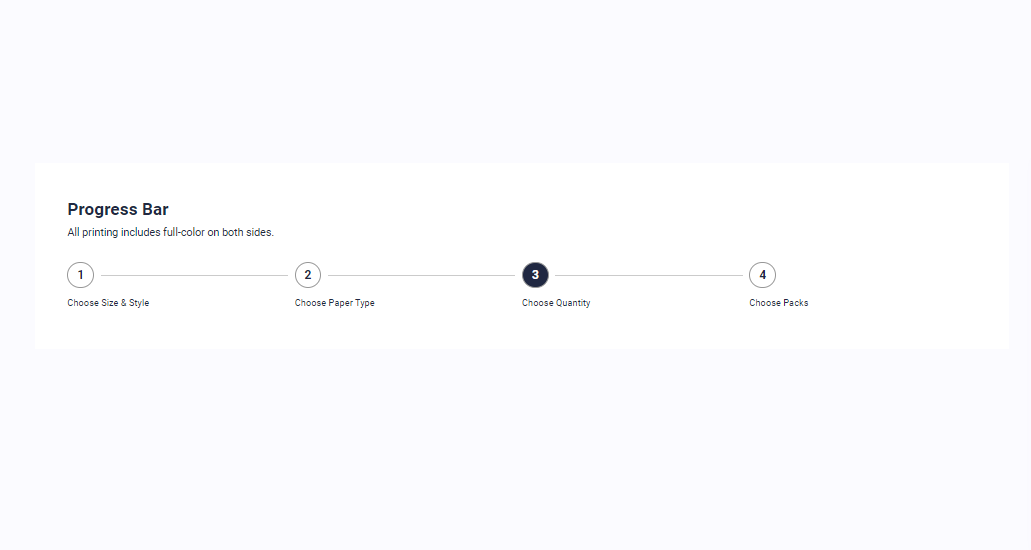 Progress Bar
All printing includes full-color on both sides.
1 2 3 4
Choose Size & Style Choose Paper Type Choose Quantity Choose Packs